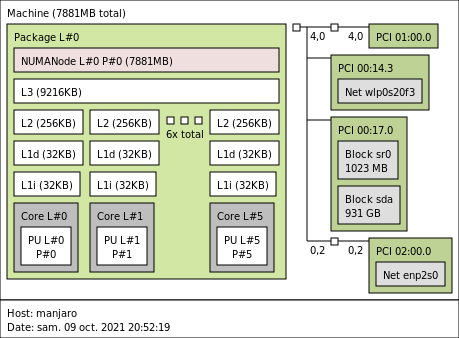 Machine (7881MB total)
Package L#0
NUMANode L#0 P#0 (7881MB)
L3 (9216KB)
L2 (256KB) L2 (256KB) L2 (256KB)
6x total
L1d (32KB) L1d (32KB) L1d (32KB)
L1i (32KB) L1i (32KB) L1i (32KB)
Core L#0 Core L#1 Core L#5
PU L#0 PU L#1 PU L#5
P#0 P#1 P#5
4,0 4,0 PCI 01:00.0
PCI 00:14.3
Net wlp0s20f3
PCI 00:17.0
Block sr0
1023 MB
Block sda
931 GB
0,2 0,2 PCI 02:00.0
Net enp2s0
Host: manjaro
Date: sam. 09 oct. 2021 20:52:19